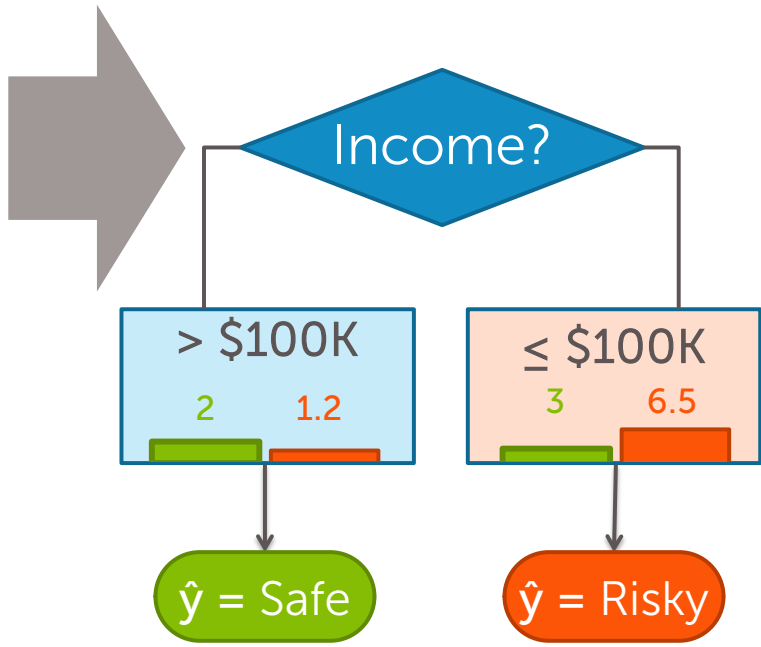 Income?
> $100K
≤ $100K
2
1.2
3
6.5
ŷ = Safe
ŷ = Risky